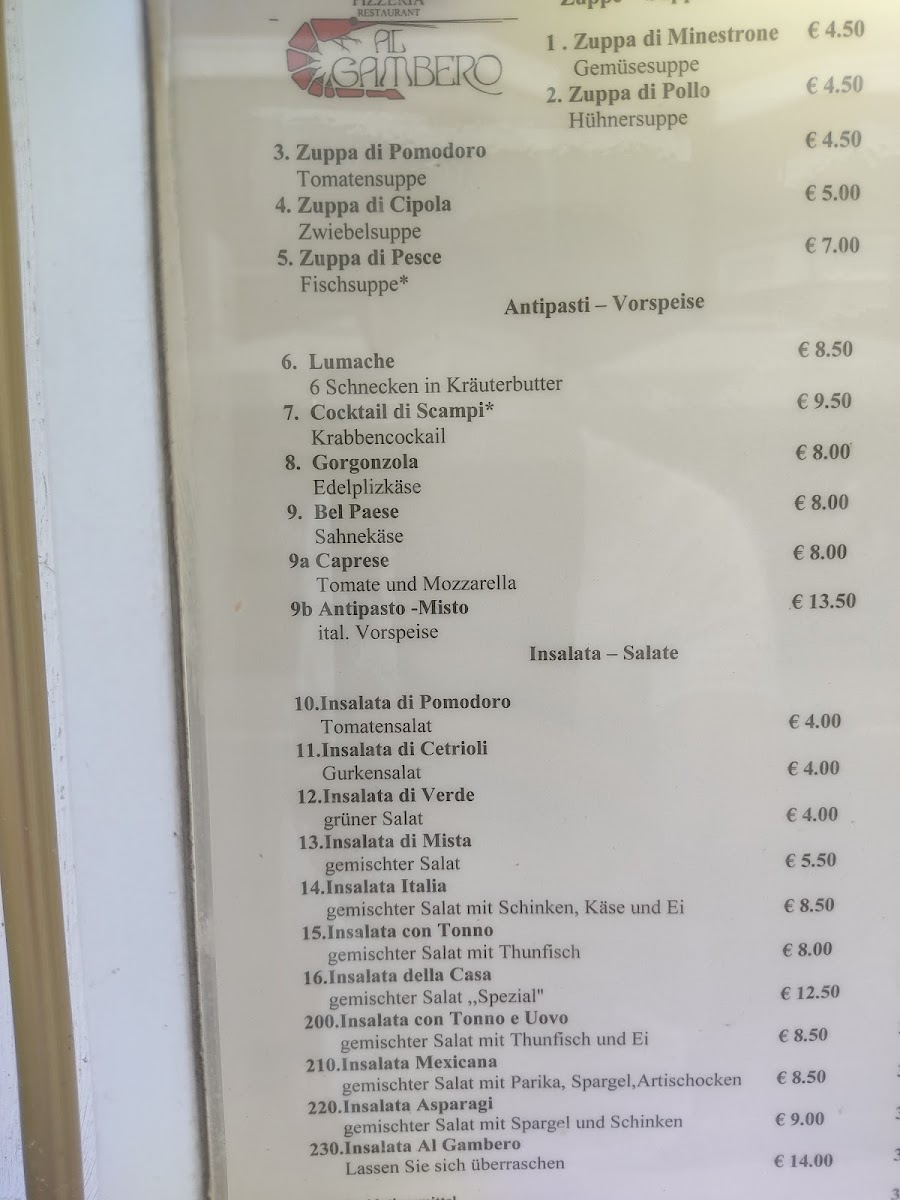 PIZZERIA
RESTAURANT
AL
GAMBERO
1 . Zuppa di Minestrone € 4.50
Gemüsesuppe
2. Zuppa di Pollo € 4.50
Hühnersuppe
3. Zuppa di Pomodoro € 4.50
Tomatensuppe
4. Zuppa di Cipola € 5.00
Zwiebelsuppe
5. Zuppa di Pesce € 7.00
Fischsuppe*
Antipasti – Vorspeise
6. Lumache € 8.50
6 Schnecken in Kräuterbutter
7. Cocktail di Scampi* € 9.50
Krabbencockail
8. Gorgonzola € 8.00
Edelplizkäse
9. Bel Paese € 8.00
Sahnekäse
9a Caprese € 8.00
Tomate und Mozzarella
9b Antipasto -Misto € 13.50
ital. Vorspeise
Insalata – Salate
10.Insalata di Pomodoro
Tomatensalat € 4.00
11.Insalata di Cetrioli
Gurkensalat € 4.00
12.Insalata di Verde
grüner Salat € 4.00
13.Insalata di Mista
gemischter Salat € 5.50
14.Insalata Italia
gemischter Salat mit Schinken, Käse und Ei € 8.50
15.Insalata con Tonno
gemischter Salat mit Thunfisch € 8.00
16.Insalata della Casa
gemischter Salat ,,Spezial" € 12.50
200.Insalata con Tonno e Uovo
gemischter Salat mit Thunfisch und Ei € 8.50
210.Insalata Mexicana
gemischter Salat mit Parika, Spargel,Artischocken € 8.50
220.Insalata Asparagi
gemischter Salat mit Spargel und Schinken € 9.00
230.Insalata Al Gambero
Lassen Sie sich überraschen € 14.00